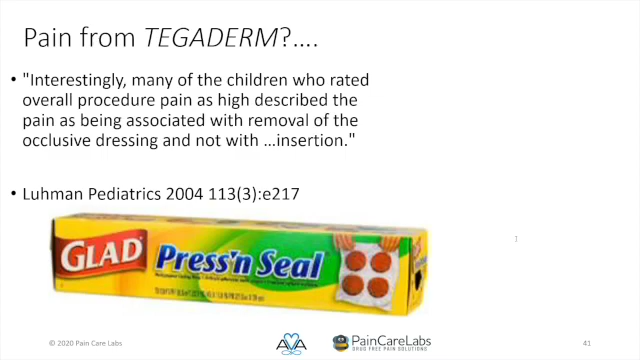 Pain from TEGADERM?....
• "Interestingly, many of the children who rated
overall procedure pain as high described the
pain as being associated with removal of the
occlusive dressing and not with ...insertion."
• Luhman Pediatrics 2004 113(3):e217
GLAD
Press'n Seal
© 2020 Pain Care Labs
AVA
PainCareLabs
DRUG FREE PAIN SOLUTIONS
41